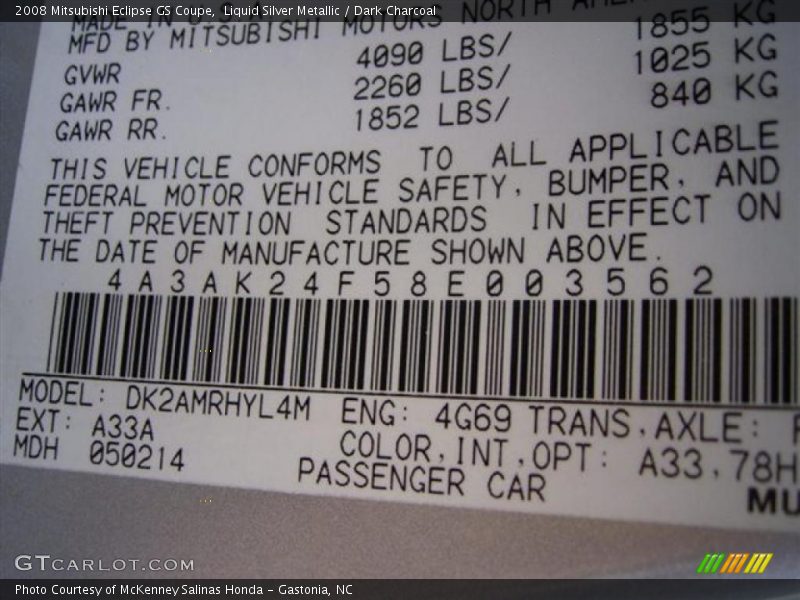 2008 Mitsubishi Eclipse GS Coupe, Liquid Silver Metallic / Dark Charcoal
MADE IN U.S.A.
MFD BY MITSUBISHI MOTORS NORTH AMER
GVWR 4090 LBS/ 1855 KG
GAWR FR. 2260 LBS/ 1025 KG
GAWR RR. 1852 LBS/ 840 KG
THIS VEHICLE CONFORMS TO ALL APPLICABLE
FEDERAL MOTOR VEHICLE SAFETY, BUMPER, AND
THEFT PREVENTION STANDARDS IN EFFECT ON
THE DATE OF MANUFACTURE SHOWN ABOVE.
4A3AK24F58E003562
MODEL: DK2AMRHYL4M ENG: 4G69 TRANS.AXLE: F
EXT: A33A COLOR,INT,OPT: A33,78H
MDH 050214 PASSENGER CAR
MU
GTCARLOT.COM
Photo Courtesy of McKenney Salinas Honda - Gastonia, NC